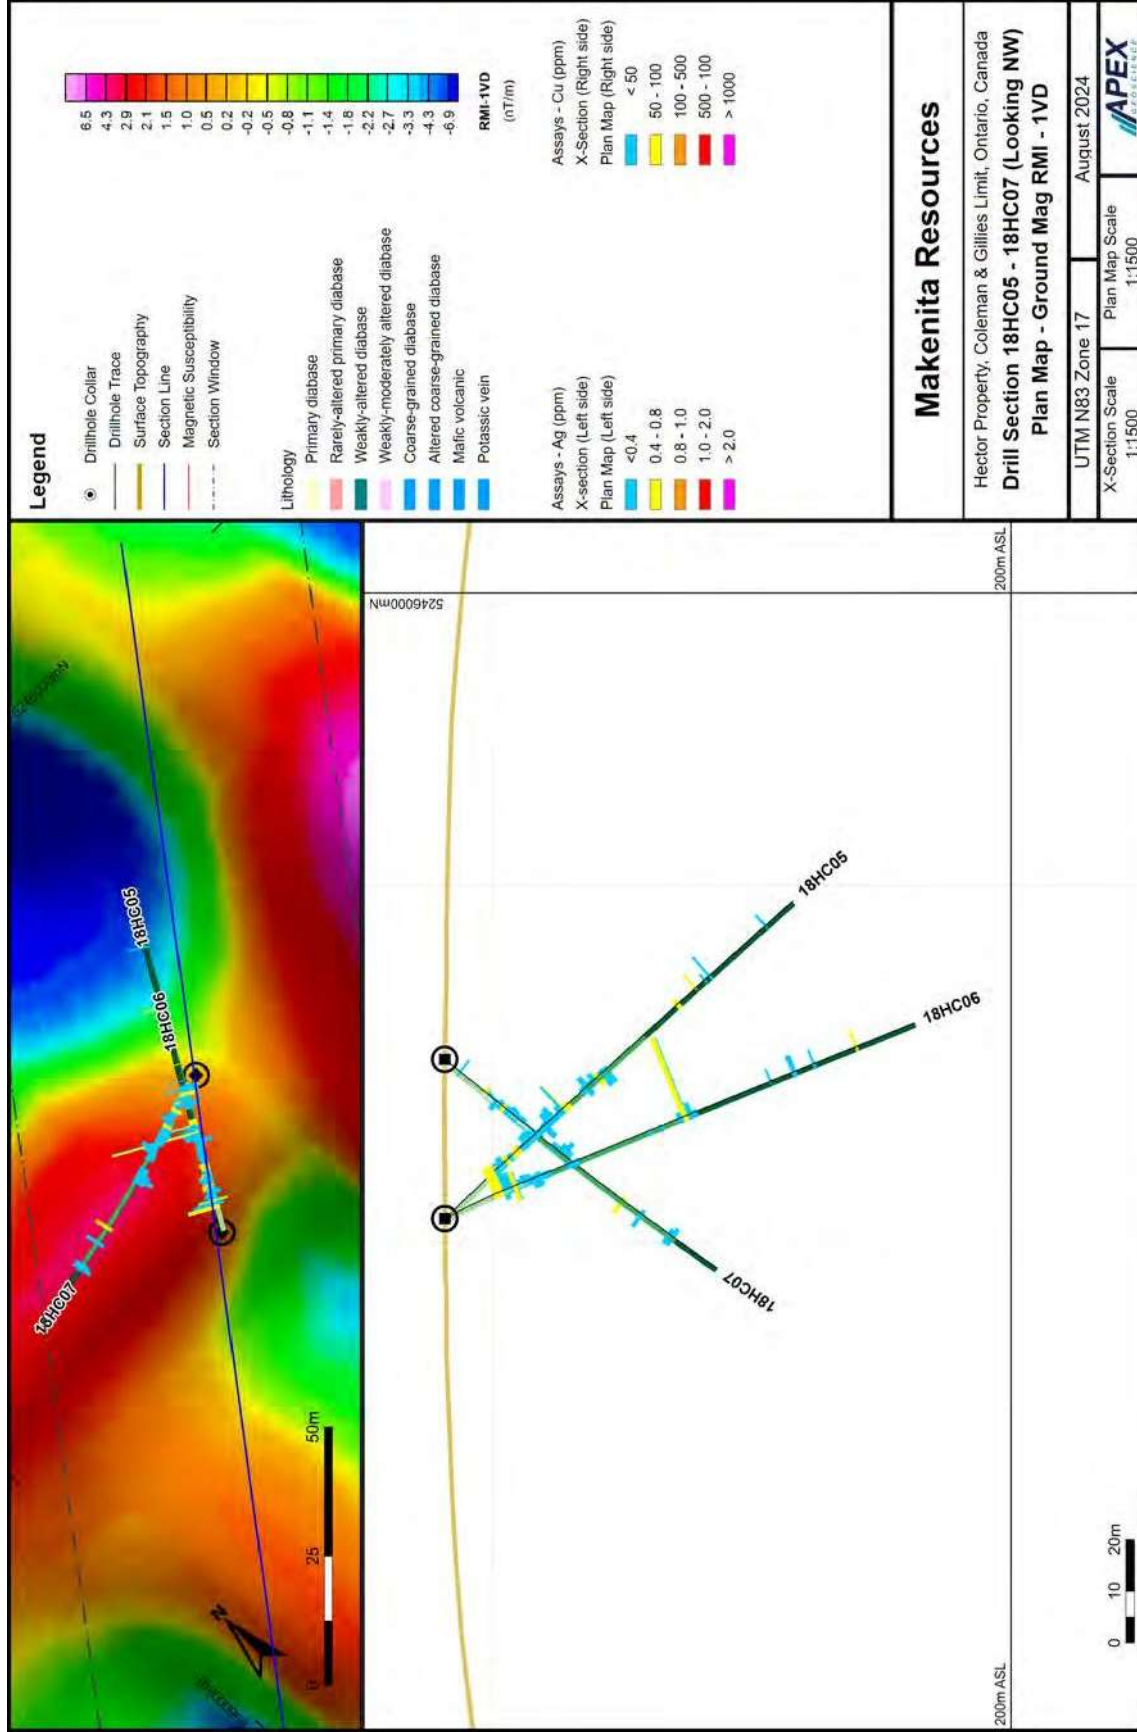 18HC07
18HC06
18HC05
5246000mN
N
0 25 50m
5246000mN
18HC05
18HC06
18HC07
200m ASL
200m ASL
0 10 20m
Legend
Drillhole Collar
Drillhole Trace
Surface Topography
Section Line
Magnetic Susceptibility
Section Window
Lithology
Primary diabase
Rarely-altered primary diabase
Weakly-altered diabase
Weakly-moderately altered diabase
Coarse-grained diabase
Altered coarse-grained diabase
Mafic volcanic
Potassic vein
6.5
4.3
2.9
2.1
1.5
1.0
0.5
0.2
-0.2
-0.5
-0.8
-1.1
-1.4
-1.8
-2.2
-2.7
-3.3
-4.3
-6.9
RMI-1VD
(nT/m)
Assays - Ag (ppm)
X-section (Left side)
Plan Map (Left side)
<0.4
0.4 - 0.8
0.8 - 1.0
1.0 - 2.0
> 2.0
Assays - Cu (ppm)
X-Section (Right side)
Plan Map (Right side)
< 50
50 - 100
100 - 500
500 - 100
> 1000
Makenita Resources
Hector Property, Coleman & Gillies Limit, Ontario, Canada
Drill Section 18HC05 - 18HC07 (Looking NW)
Plan Map - Ground Mag RMI - 1VD
UTM N83 Zone 17
August 2024
X-Section Scale
1:1500
Plan Map Scale
1:1500
APEX
GEOSCIENCE